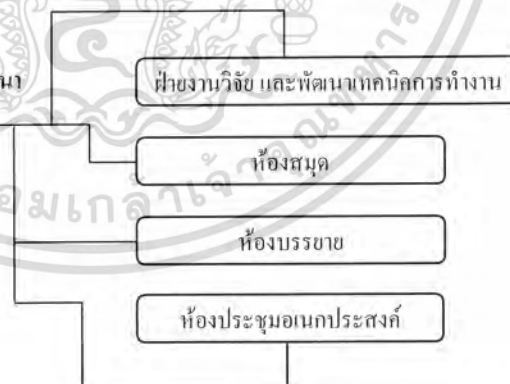 นา
ฝ่ายงานวิจัย และพัฒนาเทคนิคการทำงาน
ห้องสมุด
ห้องบรรยาย
ห้องประชุมอเนกประสงค์